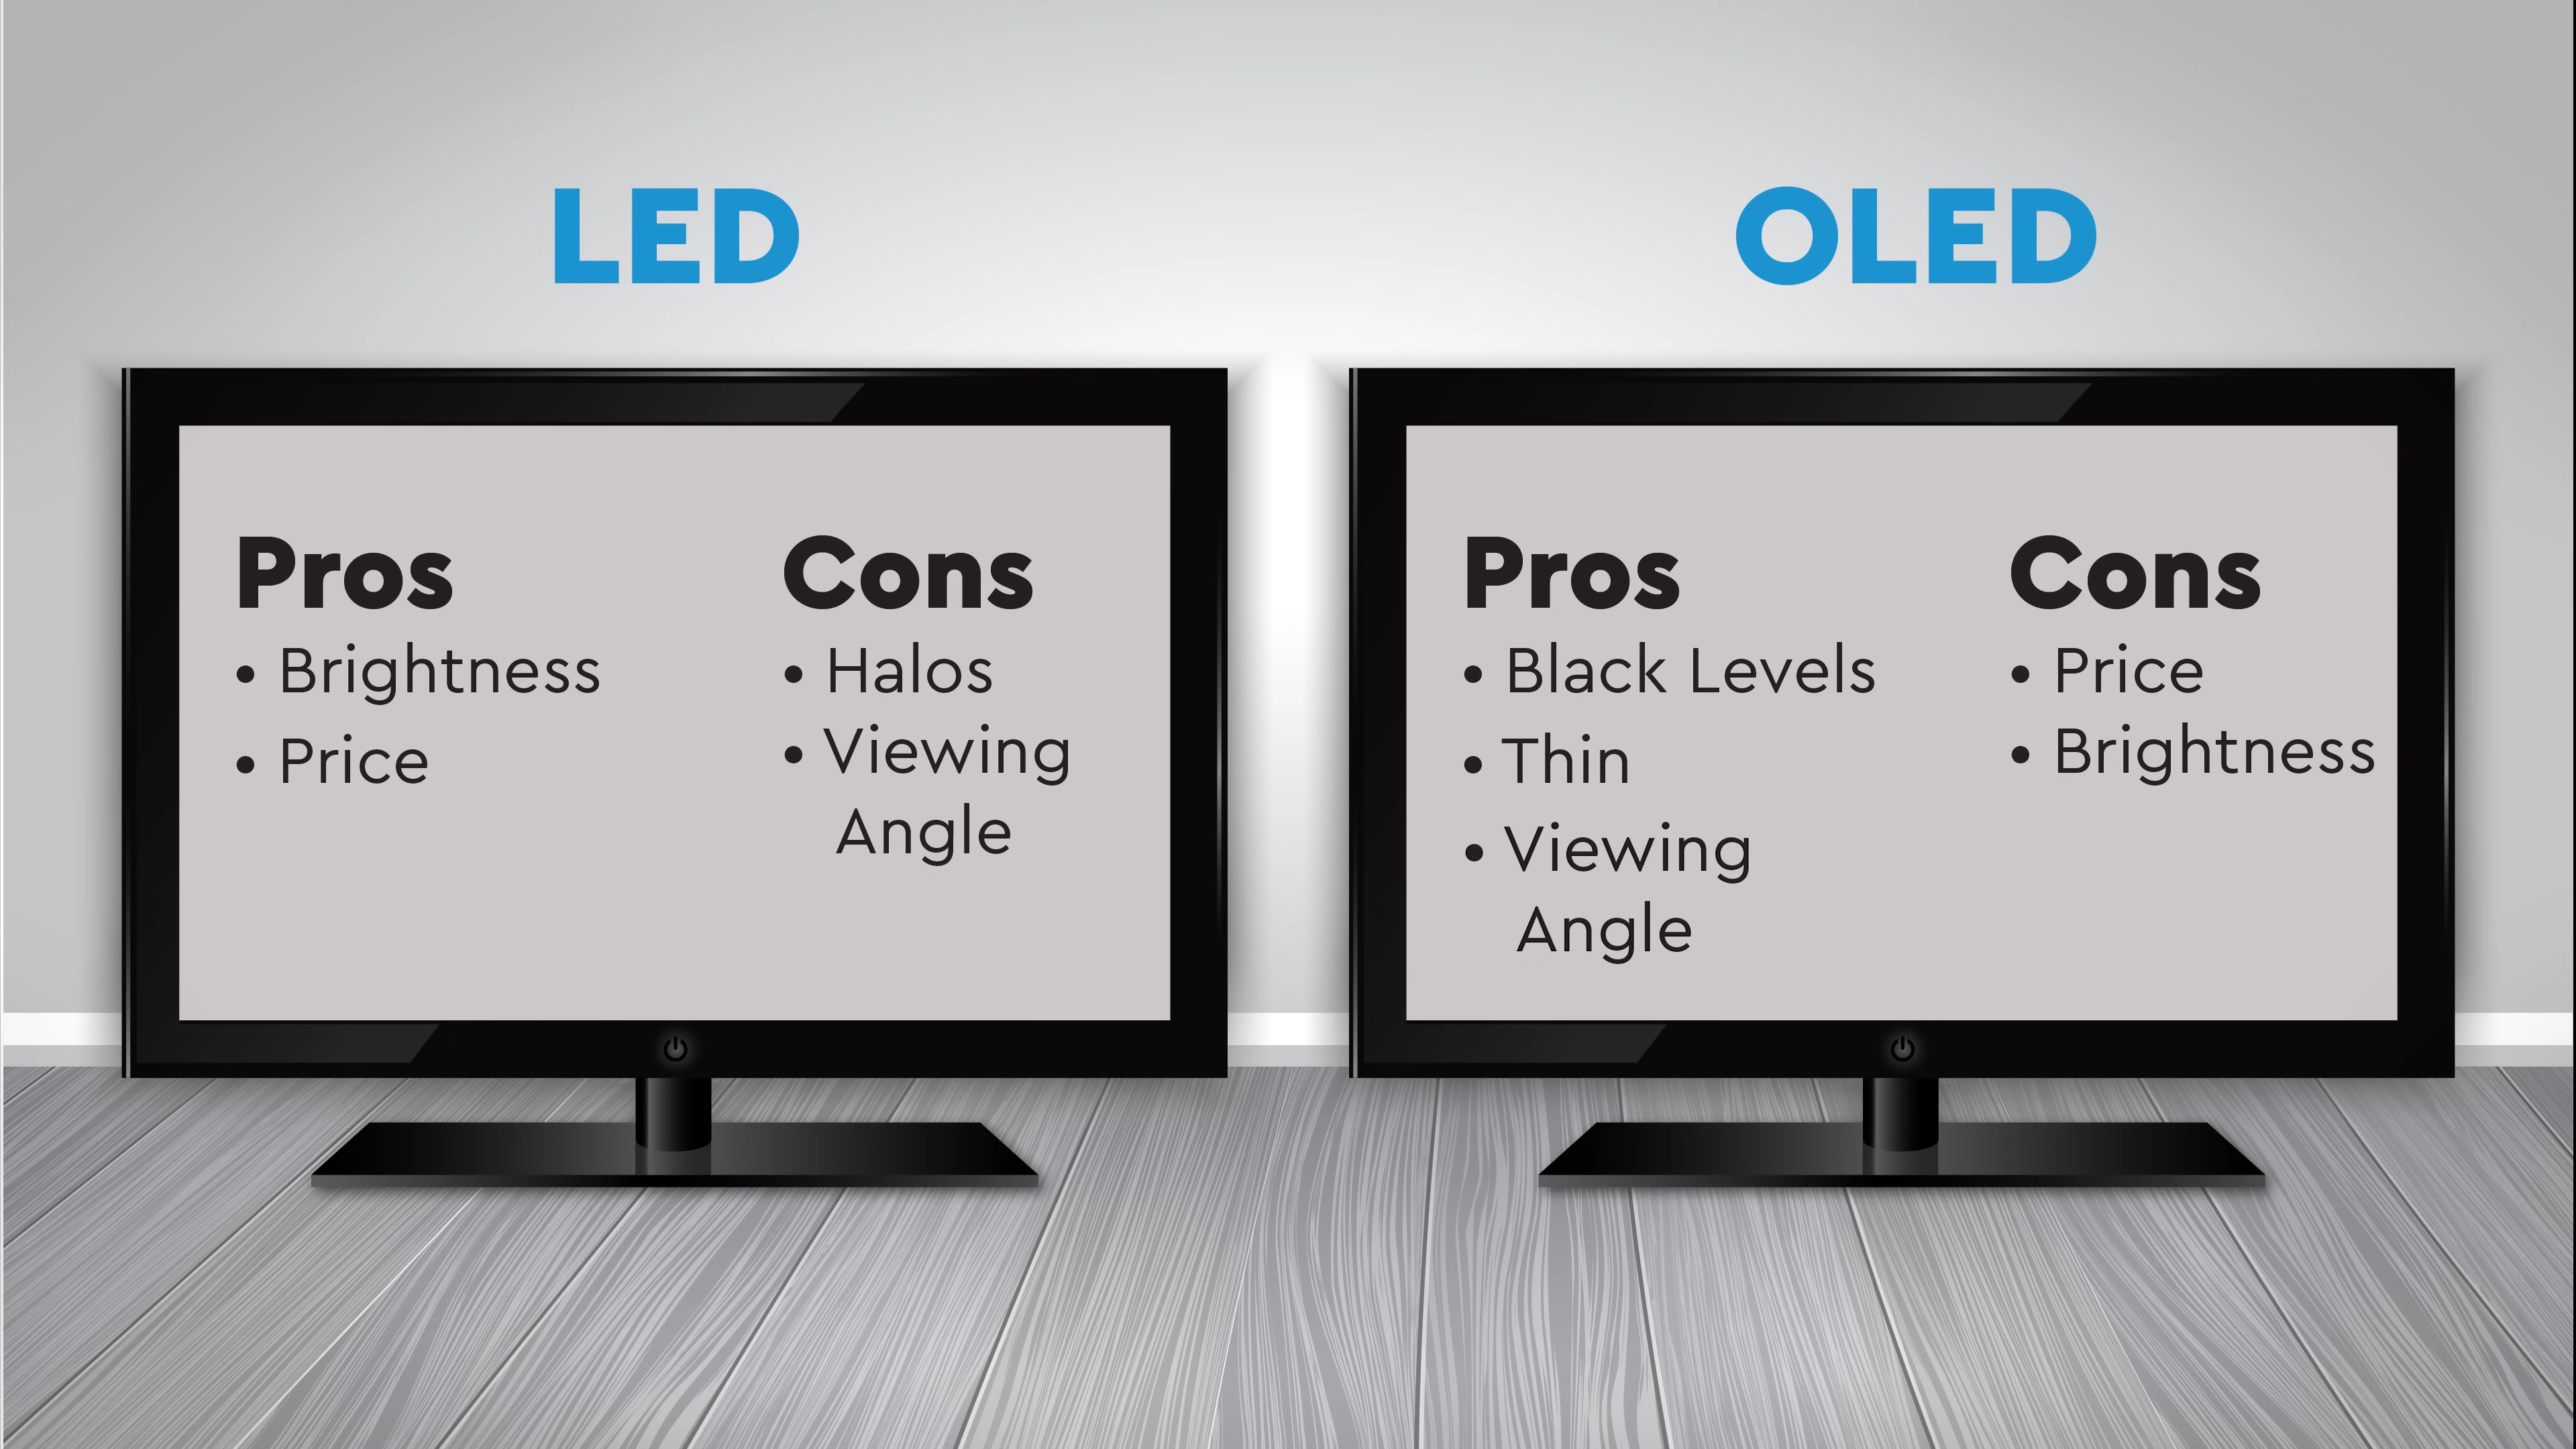 LED
Pros
• Brightness
• Price
Cons
• Halos
• Viewing
Angle
OLED
Pros
• Black Levels
• Thin
• Viewing
Angle
Cons
• Price
• Brightness